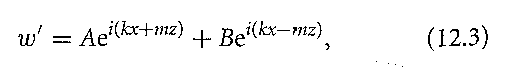 w′ = Ae^{i(kx+mz)} + Be^{i(kx−mz)}, (12.3)